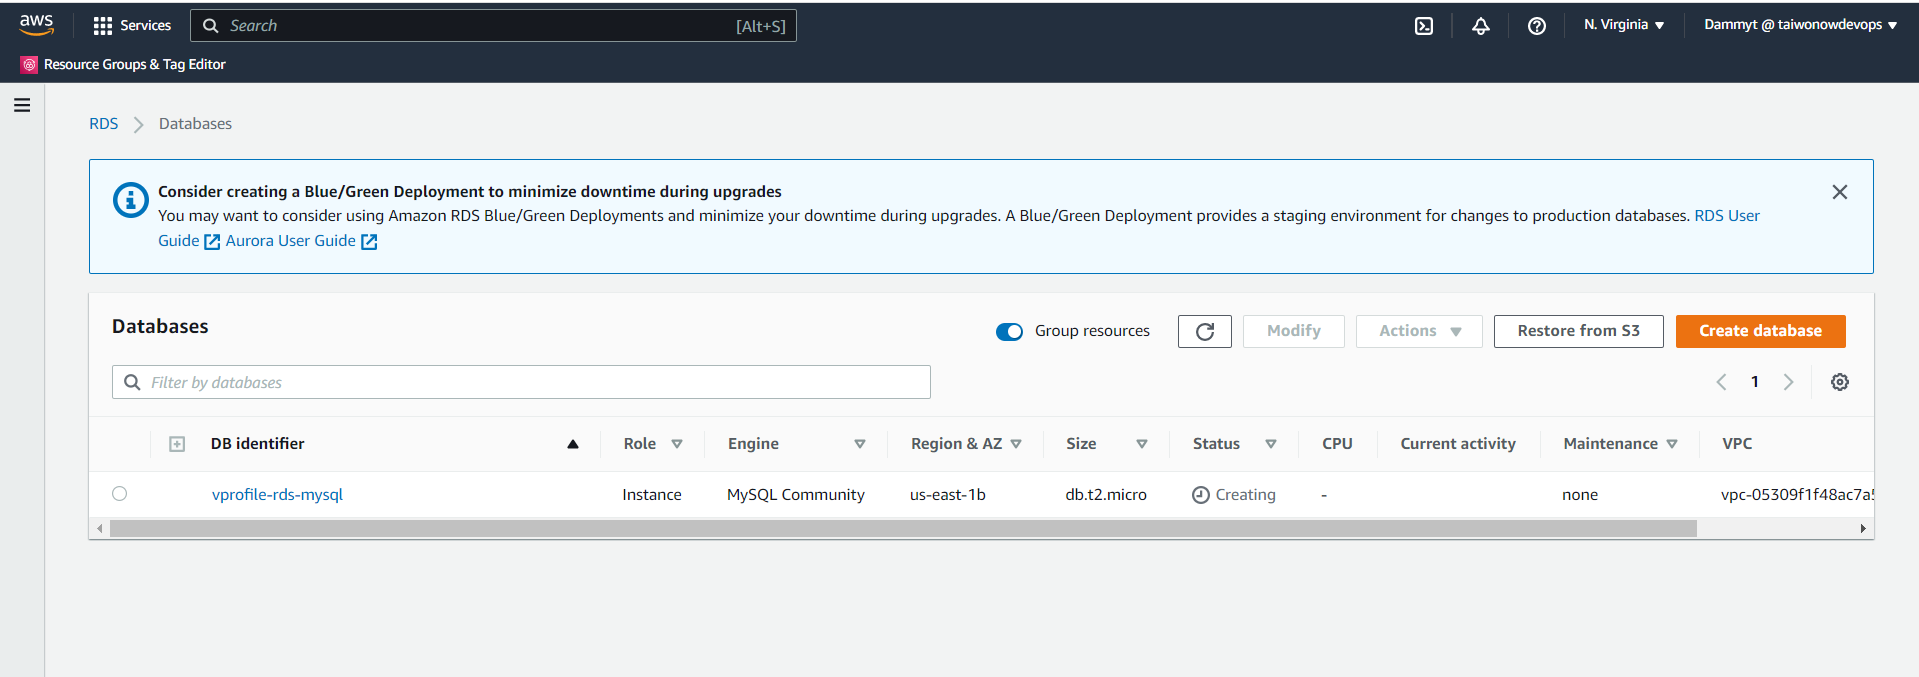 aws
Services
Search
[Alt+S]
N. Virginia
Dammyt @ taiwonowdevops
Resource Groups & Tag Editor
RDS
Databases
Consider creating a Blue/Green Deployment to minimize downtime during upgrades
You may want to consider using Amazon RDS Blue/Green Deployments and minimize your downtime during upgrades. A Blue/Green Deployment provides a staging environment for changes to production databases. RDS User
Guide Aurora User Guide
Databases
Group resources
Modify
Actions
Restore from S3
Create database
Filter by databases
1
DB identifier Role Engine Region & AZ Size Status CPU Current activity Maintenance VPC
vprofile-rds-mysql Instance MySQL Community us-east-1b db.t2.micro Creating - none vpc-05309f1f48ac7a5